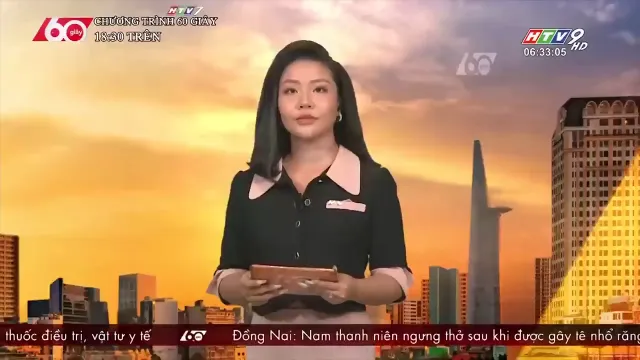 60 giây
HTV7
CHƯƠNG TRÌNH 60 GIÂY
18:30 TRÊN
60
HTV9 HD
06:33:05
thuốc điều trị, vật tư y tế 60 Đồng Nai: Nam thanh niên ngưng thở sau khi được gây tê nhổ răn